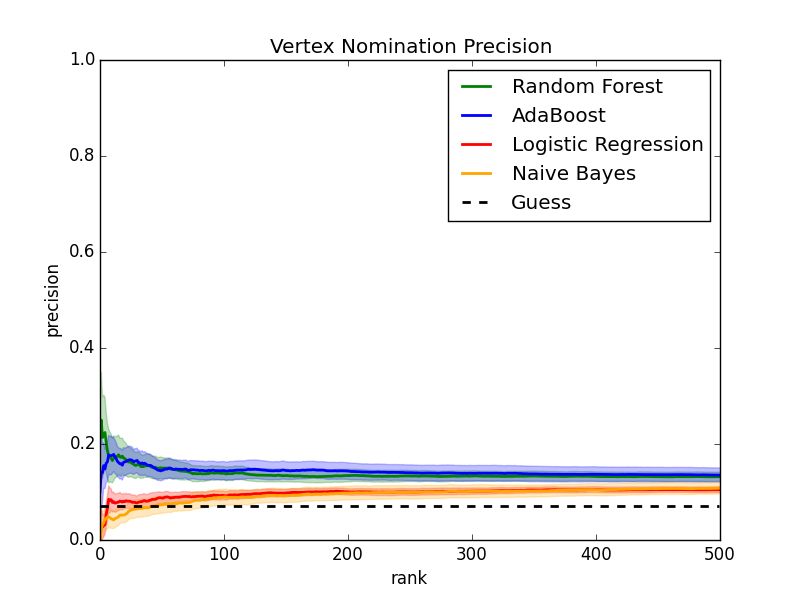 Vertex Nomination Precision
1.0
0.8
0.6
0.4
0.2
0.0
precision
Random Forest
AdaBoost
Logistic Regression
Naive Bayes
Guess
0
100
200
300
400
500
rank